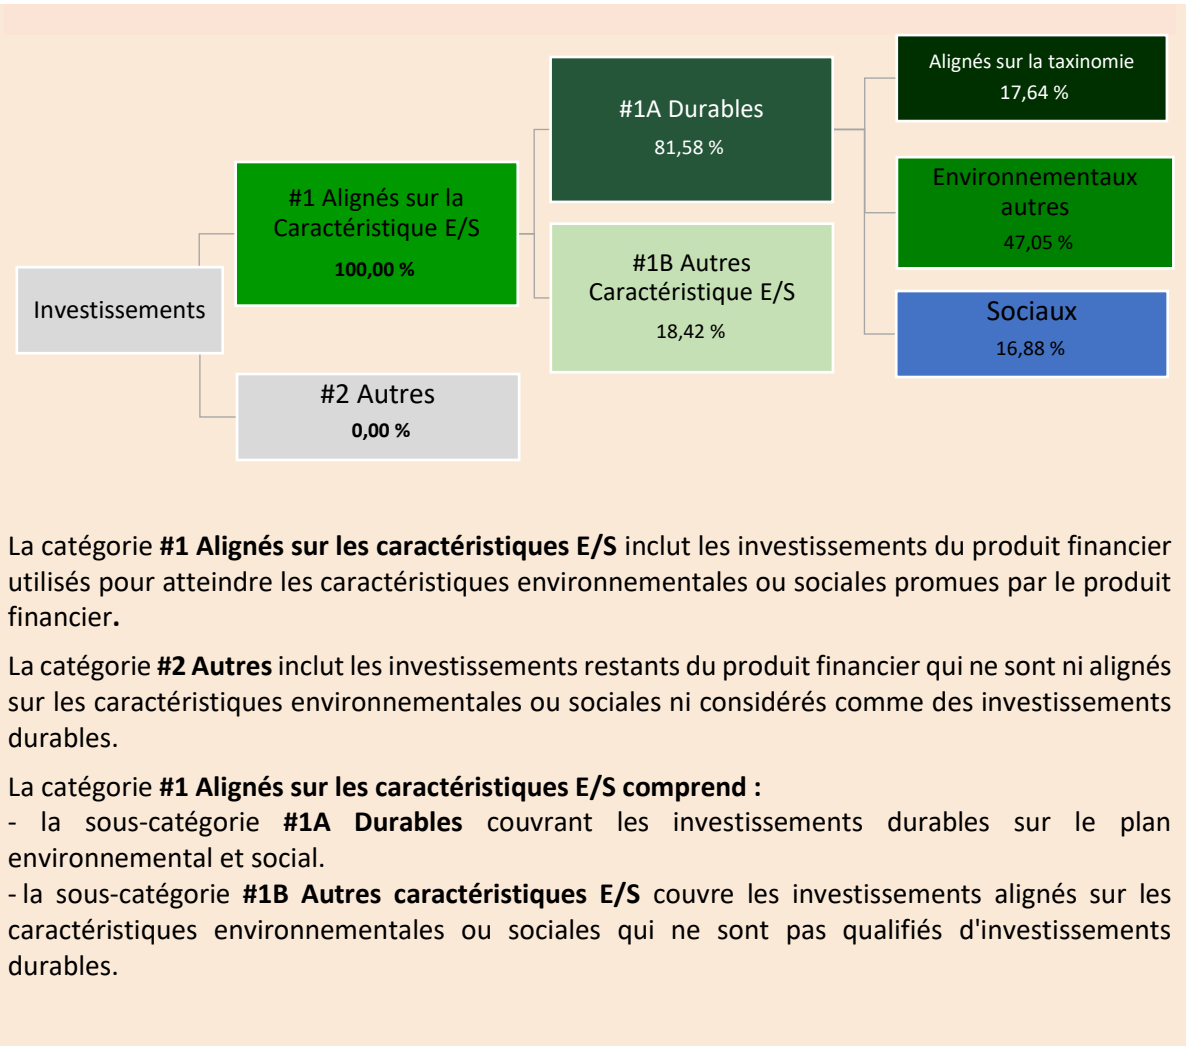 Alignés sur la taxinomie
17,64 %
#1A Durables
81,58 %
Environnementaux
autres
47,05 %
#1 Alignés sur la
Caractéristique E/S
100,00 %
#1B Autres
Caractéristique E/S
18,42 %
Investissements
Sociaux
16,88 %
#2 Autres
0,00 %
La catégorie #1 Alignés sur les caractéristiques E/S inclut les investissements du produit financier
utilisés pour atteindre les caractéristiques environnementales ou sociales promues par le produit
financier.
La catégorie #2 Autres inclut les investissements restants du produit financier qui ne sont ni alignés
sur les caractéristiques environnementales ou sociales ni considérés comme des investissements
durables.
La catégorie #1 Alignés sur les caractéristiques E/S comprend :
- la sous-catégorie #1A Durables couvrant les investissements durables sur le plan
environnemental et social.
- la sous-catégorie #1B Autres caractéristiques E/S couvre les investissements alignés sur les
caractéristiques environnementales ou sociales qui ne sont pas qualifiés d'investissements
durables.